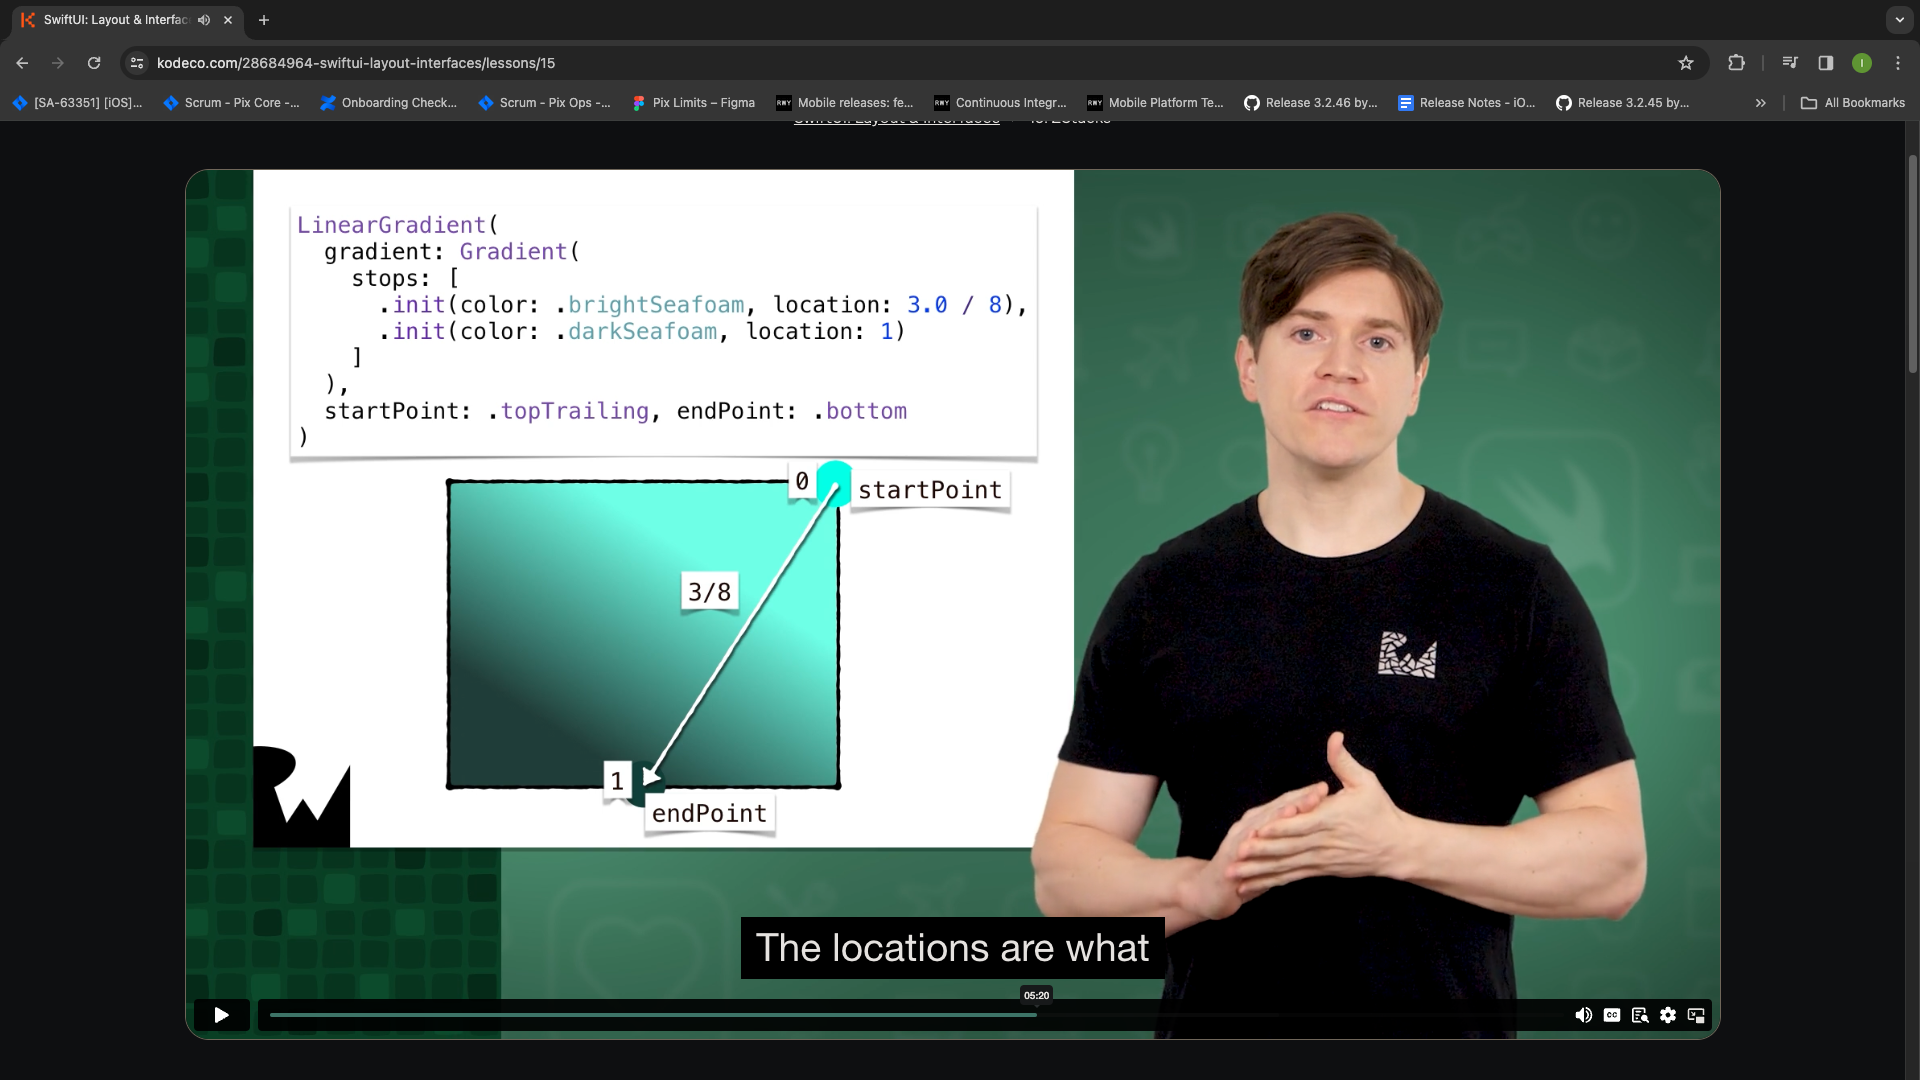 SwiftUI: Layout & Interfac
kodeco.com/28684964-swiftui-layout-interfaces/lessons/15
[SA-63351] [iOS]...
Scrum - Pix Core -...
Onboarding Check...
Scrum - Pix Ops -...
Pix Limits – Figma
Mobile releases: fe...
Continuous Integr...
Mobile Platform Te...
Release 3.2.46 by...
Release Notes - iO...
Release 3.2.45 by...
All Bookmarks
SwiftUI: Layout & Interfaces
LinearGradient(
gradient: Gradient(
stops: [
.init(color: .brightSeafoam, location: 3.0 / 8),
.init(color: .darkSeafoam, location: 1)
]
),
startPoint: .topTrailing, endPoint: .bottom
)
0
startPoint
3/8
1
endPoint
The locations are what
05:20
CC